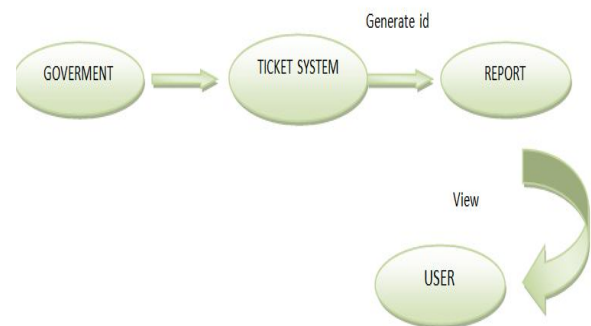 Generate id
GOVERMENT
TICKET SYSTEM
REPORT
View
USER